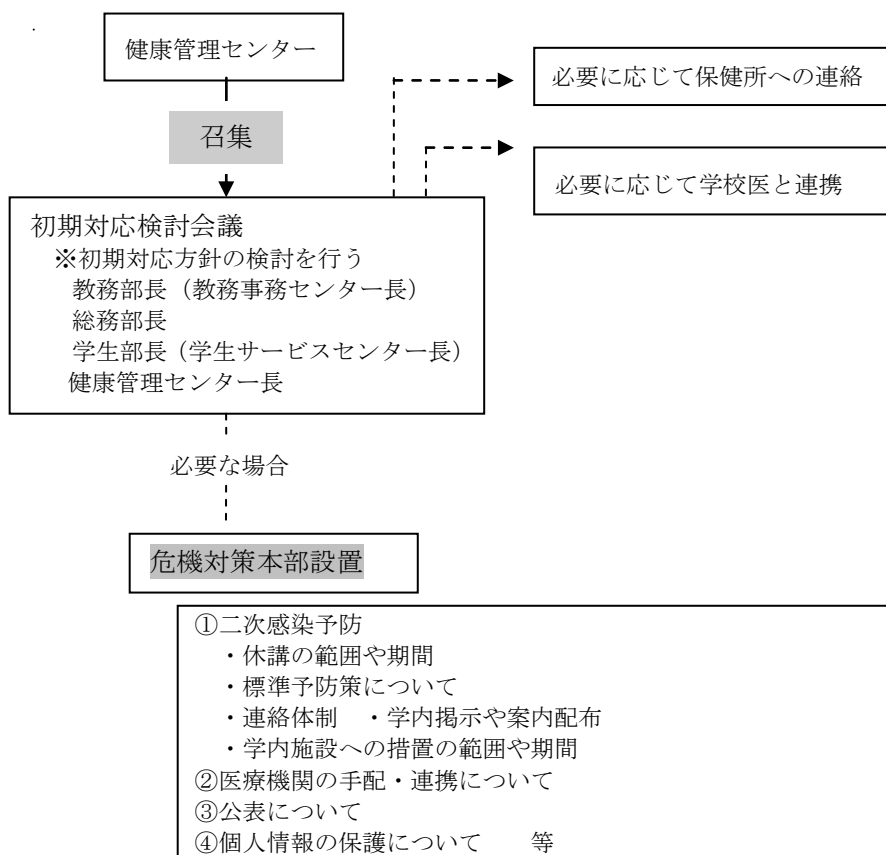 健康管理センター
必要に応じて保健所への連絡
召集
必要に応じて学校医と連携
初期対応検討会議
※初期対応方針の検討を行う
教務部長（教務事務センター長）
総務部長
学生部長（学生サービスセンター長）
健康管理センター長
必要な場合
危機対策本部設置
①二次感染予防
・休講の範囲や期間
・標準予防策について
・連絡体制　・学内掲示や案内配布
・学内施設への措置の範囲や期間
②医療機関の手配・連携について
③公表について
④個人情報の保護について　　等